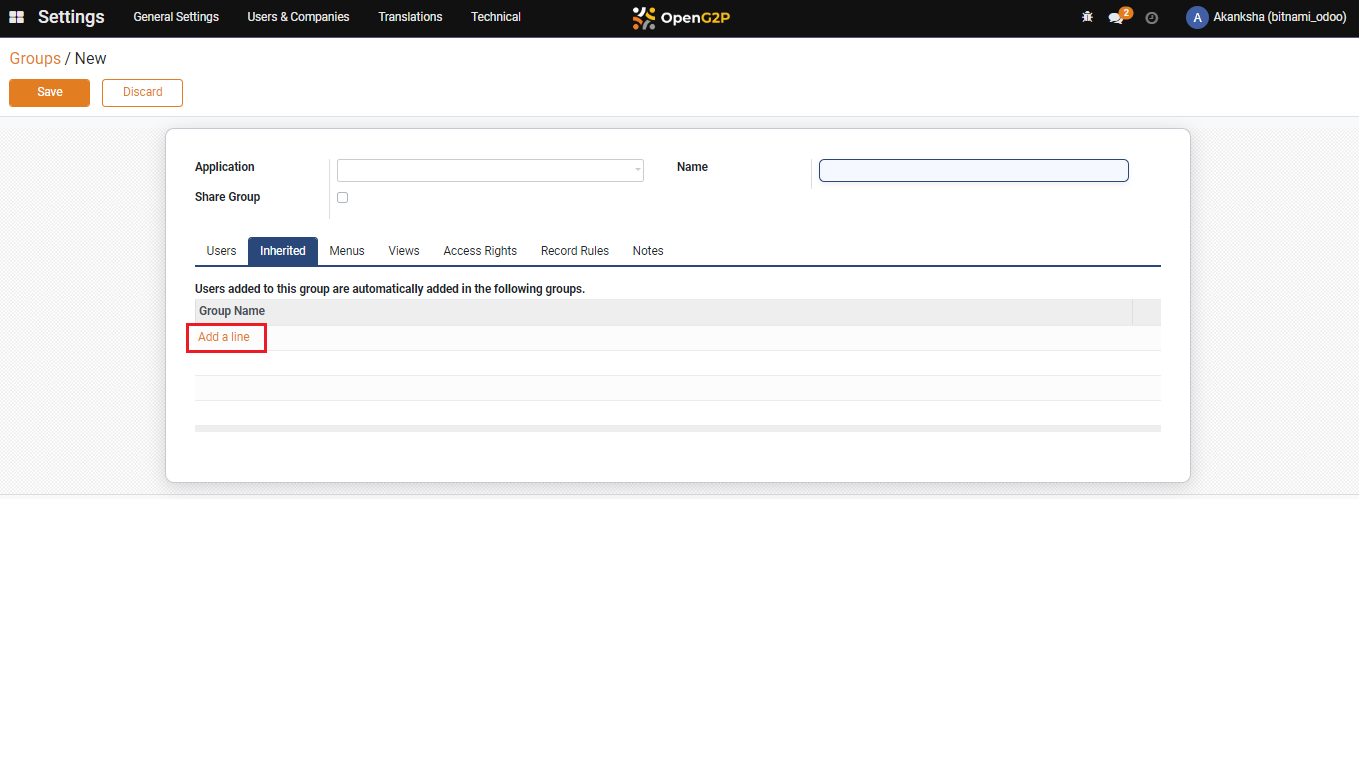 Settings General Settings Users & Companies Translations Technical OpenG2P 2 A Akanksha (bitnami_odoo)
Groups / New
Save Discard
Application Name
Share Group
Users Inherited Menus Views Access Rights Record Rules Notes
Users added to this group are automatically added in the following groups.
Group Name
Add a line